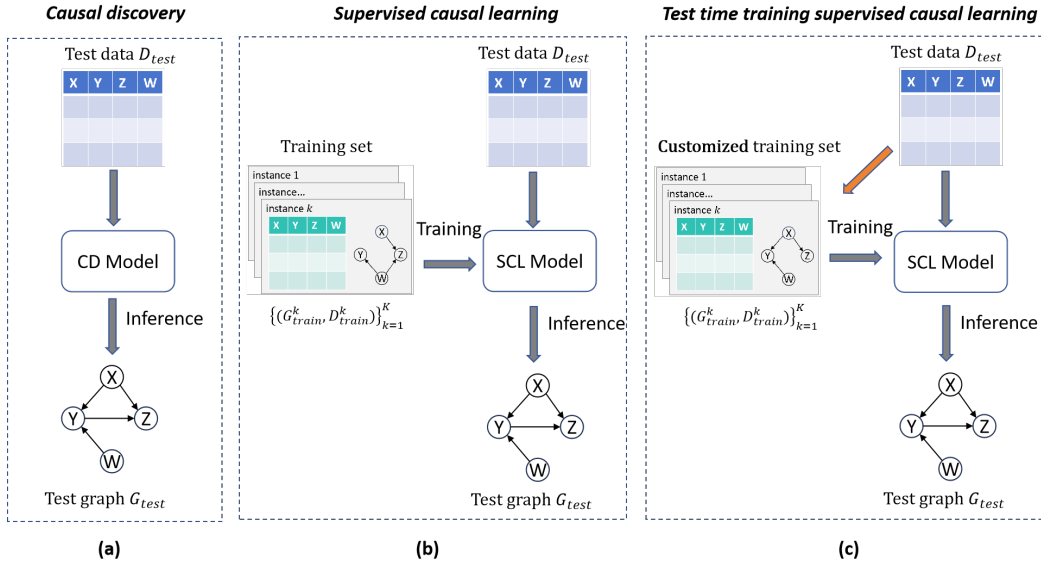 Causal discovery
Test data D_test
X Y Z W
CD Model
Inference
X
Y Z
W
Test graph G_test
(a)
Supervised causal learning
Test data D_test
X Y Z W
Training set
instance 1
instance...
instance k
X Y Z W
X
Y Z
W
{(G^k_train, D^k_train)}^K_k=1
Training
SCL Model
Inference
X
Y Z
W
Test graph G_test
(b)
Test time training supervised causal learning
Test data D_test
X Y Z W
Customized training set
instance 1
instance...
instance k
X Y Z W
X
Y Z
W
{(G^k_train, D^k_train)}^K_k=1
Training
SCL Model
Inference
X
Y Z
W
Test graph G_test
(c)